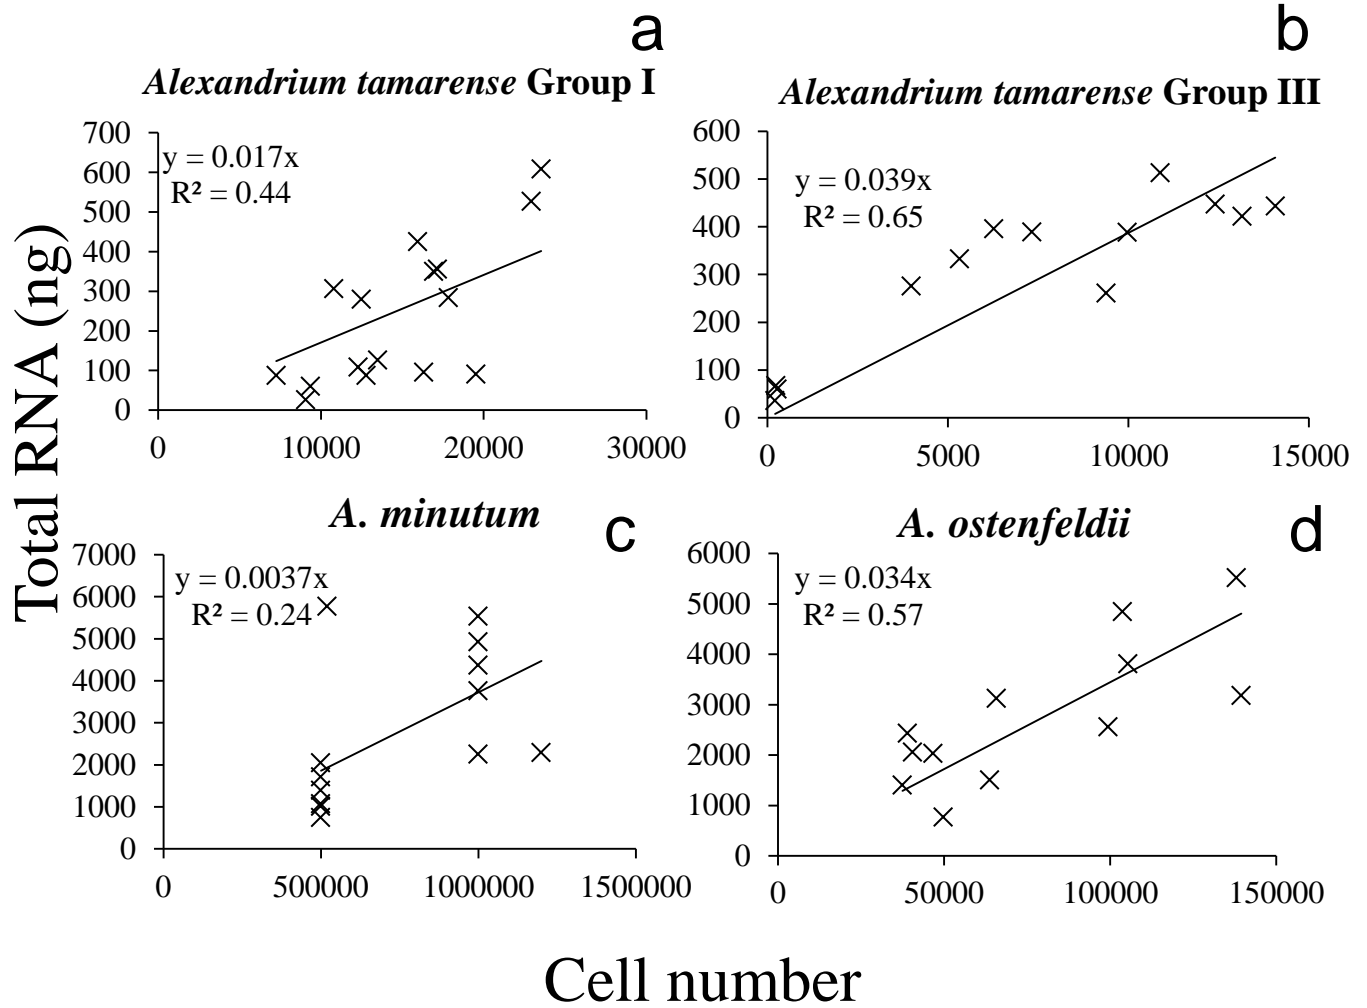 a
Alexandrium tamarense Group I
y = 0.017x
R² = 0.44
700
600
500
400
300
200
100
0
0 10000 20000 30000
b
Alexandrium tamarense Group III
y = 0.039x
R² = 0.65
600
500
400
300
200
100
0
0 5000 10000 15000
Total RNA (ng)
A. minutum
c
y = 0.0037x
R² = 0.24
7000
6000
5000
4000
3000
2000
1000
0
0 500000 1000000 1500000
A. ostenfeldii
d
y = 0.034x
R² = 0.57
6000
5000
4000
3000
2000
1000
0
0 50000 100000 150000
Cell number